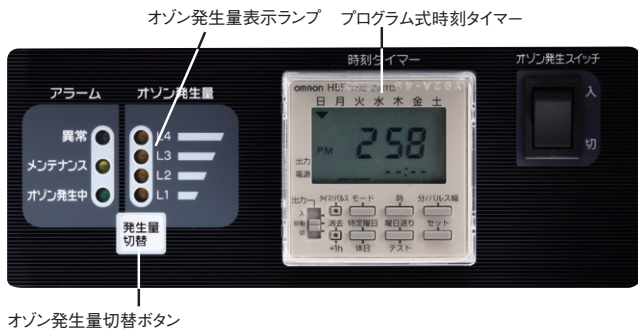 オゾン発生量表示ランプ
プログラム式時刻タイマー
時刻タイマー
オゾン発生スイッチ
アラーム
オゾン発生量
異常
メンテナンス
オゾン発生中
L4
L3
L2
L1
発生量
切替
omron
日 月 火 水 木 金 土
PM 2 58
出力
電源
--:--
出力
入
切
タイマ/パルス モード 時 分/パルス幅
消去 特定曜日 曜日送り セット
+1h 休日 テスト
入
切
オゾン発生量切替ボタン